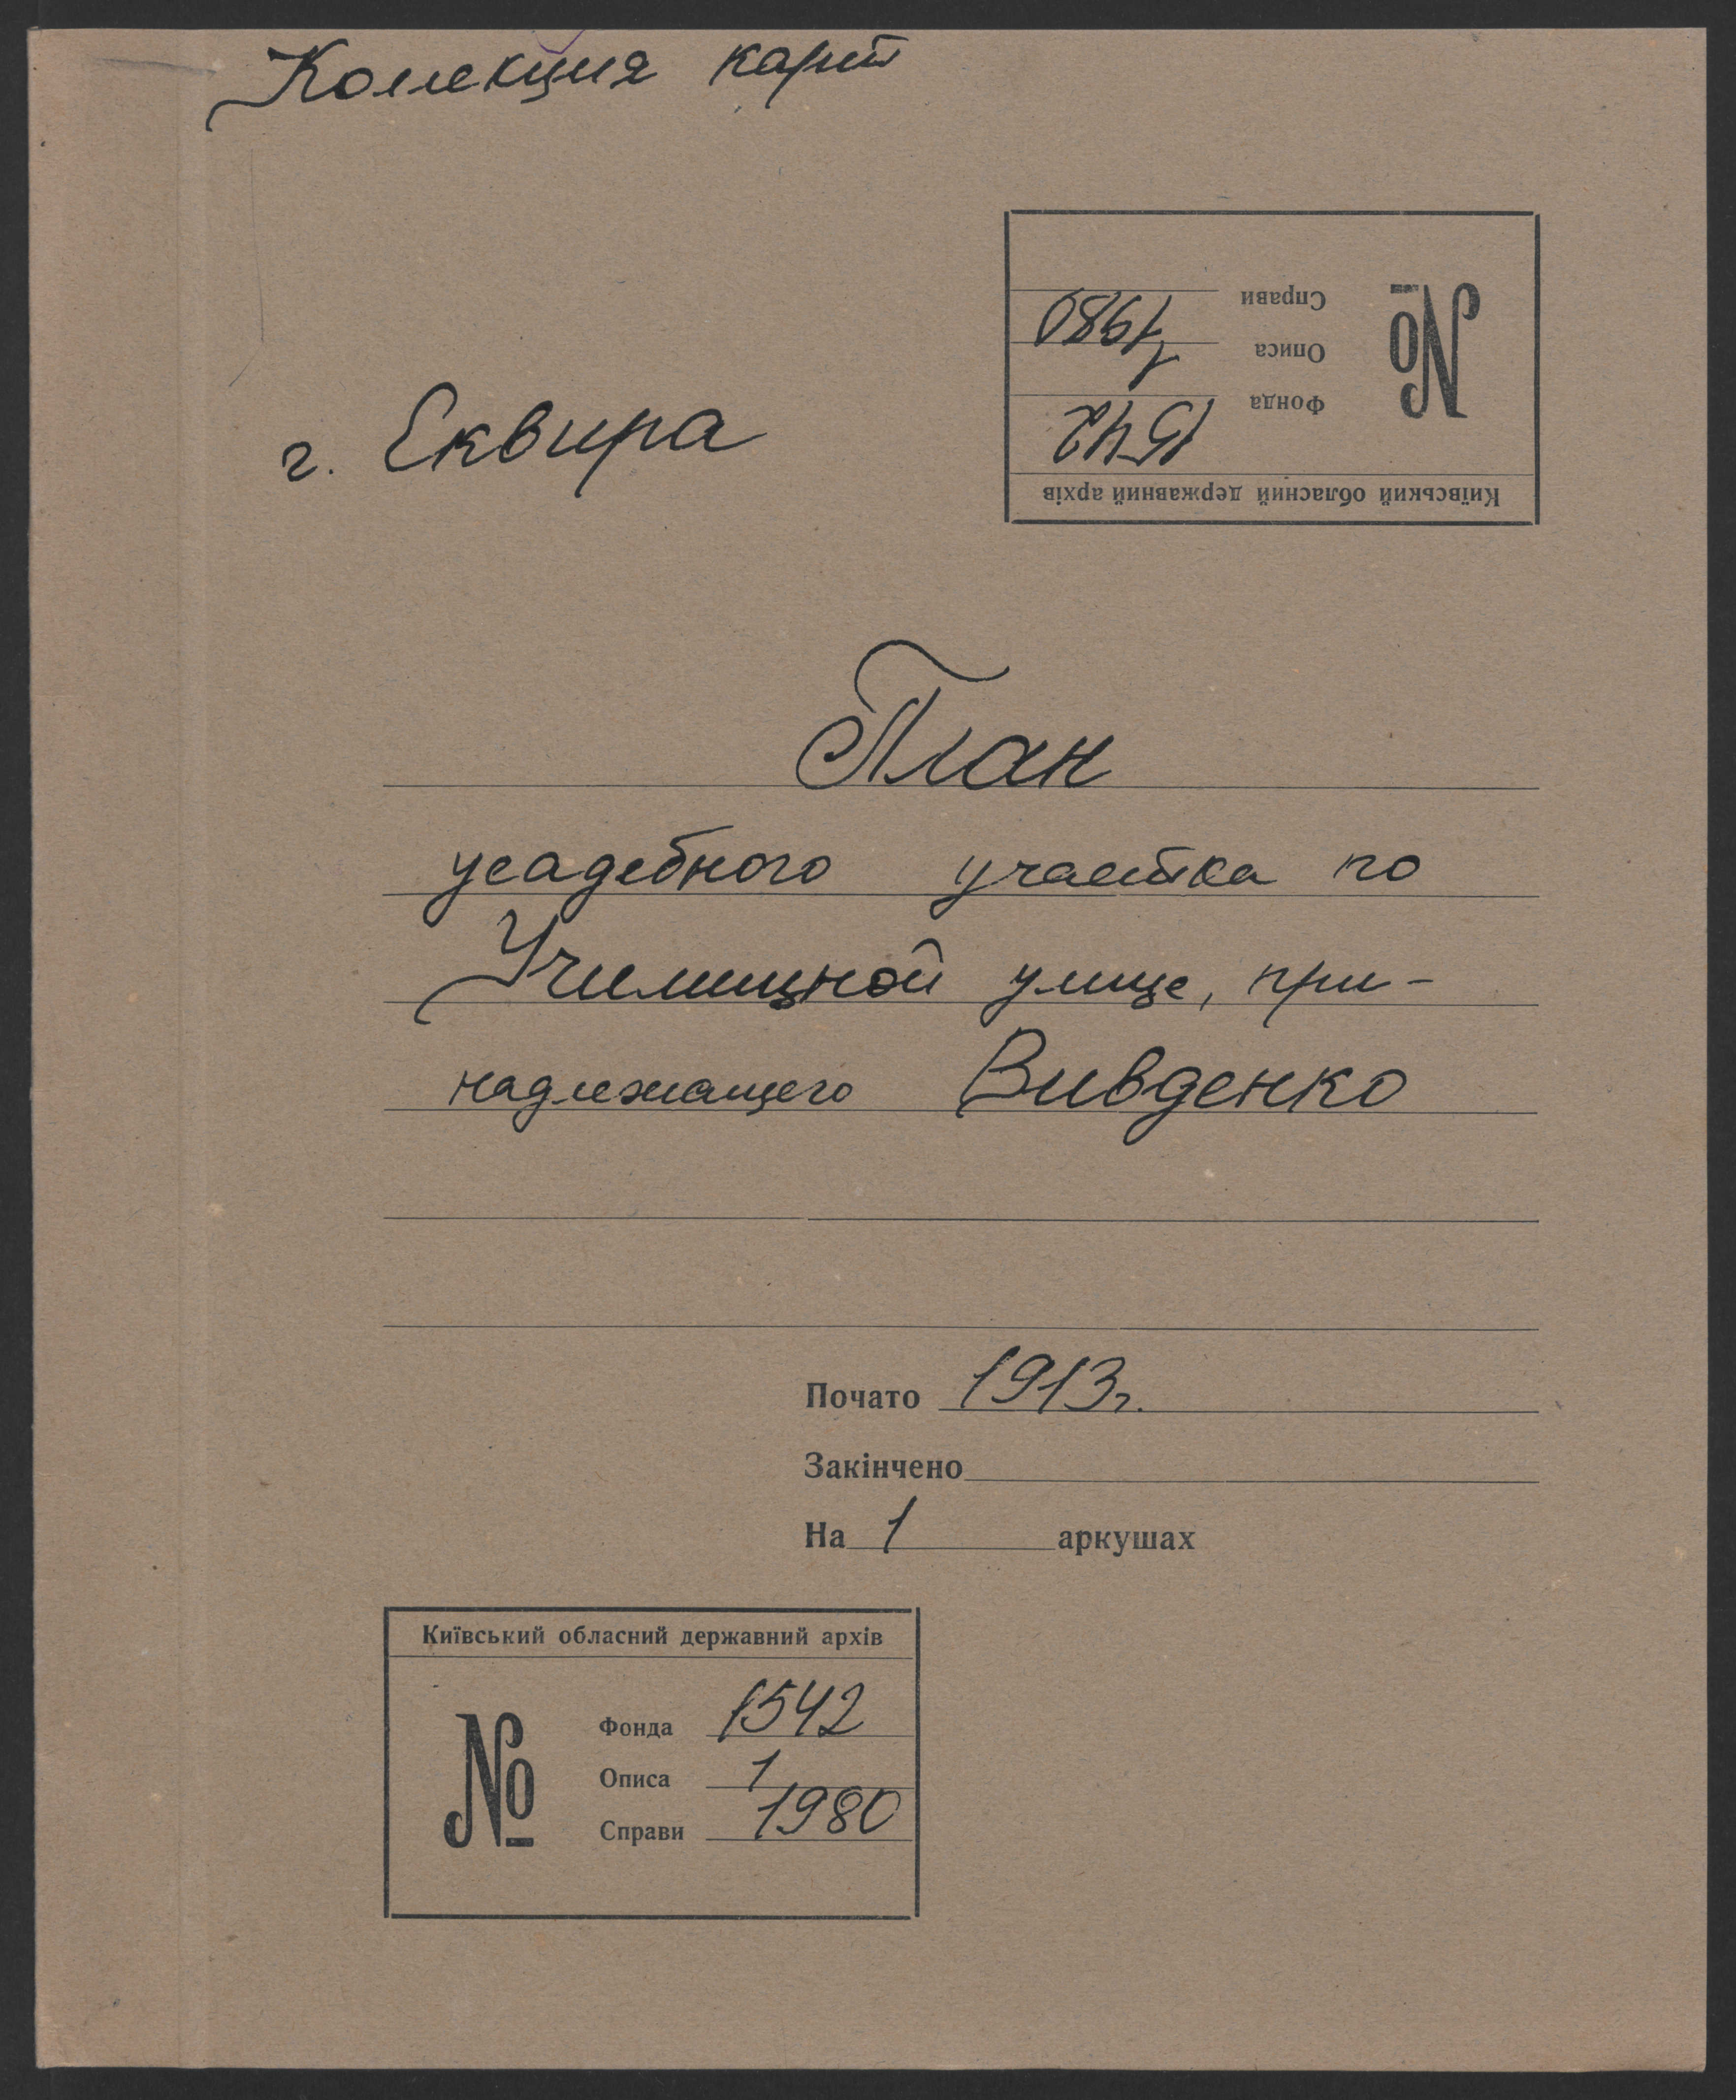 Коллекция карт
Київський обласний державний архів
№
Фонда 1542
Описа 1
Справи 1980
г. Сквира
План
усадебного участка по
Училищной улице, при-
надлежащего Вивденко
Почато 1913г.
Закінчено
На 1 аркушах
Київський обласний державний архів
№
Фонда 1542
Описа 1
Справи 1980